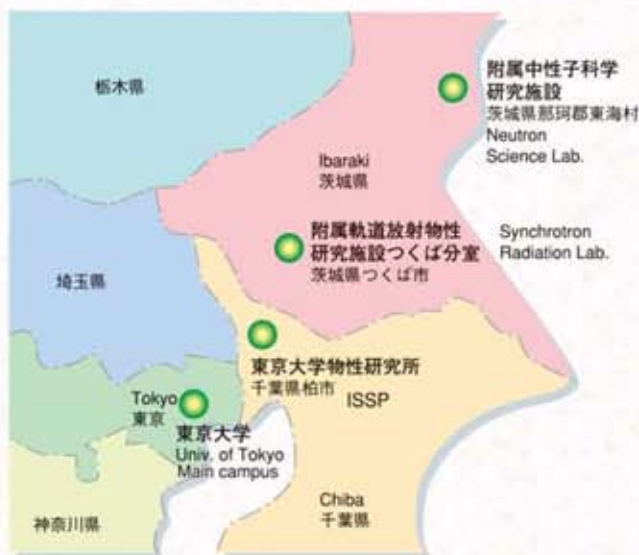 栃木県
附属中性子科学
研究施設
茨城県那珂郡東海村
Neutron
Science Lab.
Ibaraki
茨城県
附属軌道放射物性
研究施設つくば分室
茨城県つくば市
Synchrotron
Radiation Lab.
埼玉県
東京大学物性研究所
千葉県柏市
ISSP
Tokyo
東京
東京大学
Univ. of Tokyo
Main campus
Chiba
千葉県
神奈川県